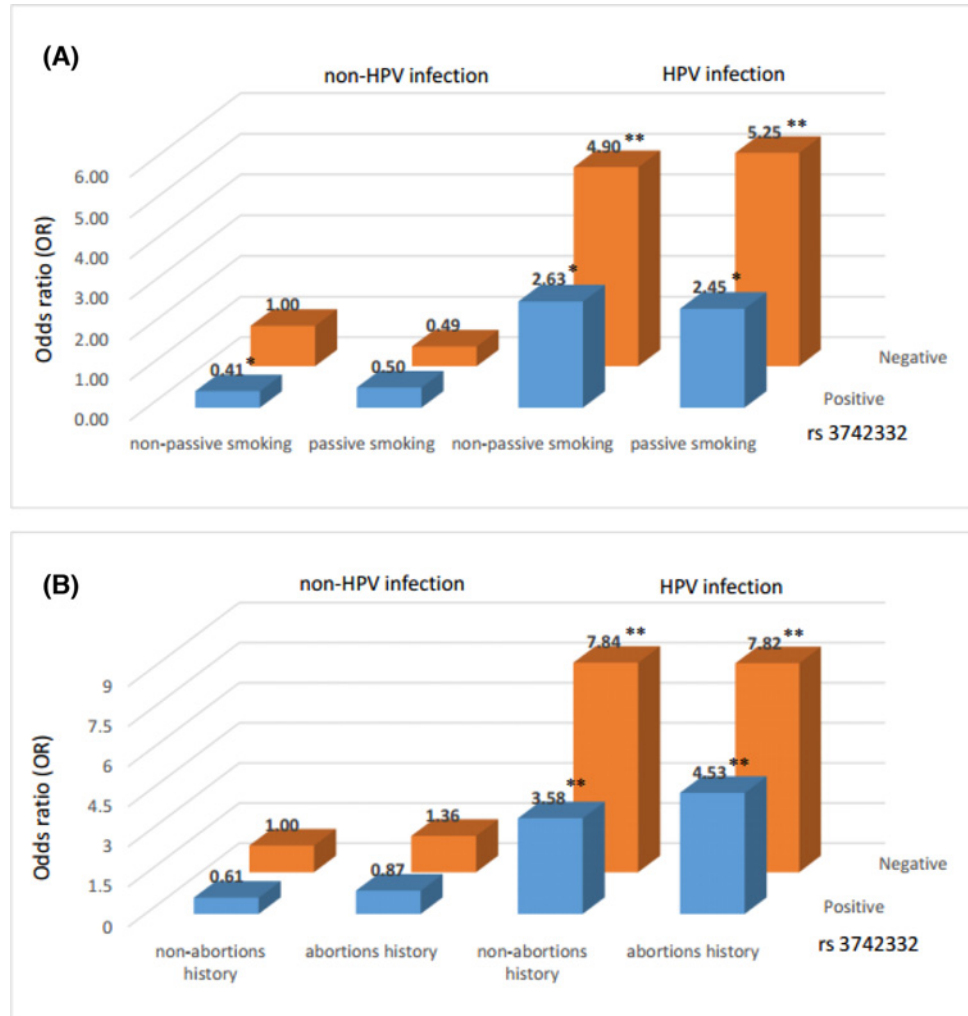 (A)
non-HPV infection HPV infection
Odds ratio (OR)
6.00
5.00
4.00
3.00
2.00
1.00
0.00
4.90 **
5.25 **
2.63 *
2.45 *
1.00
0.49
0.41 *
0.50
Negative
Positive
rs 3742332
non-passive smoking passive smoking non-passive smoking passive smoking
(B)
non-HPV infection HPV infection
Odds ratio (OR)
9
7.5
6
4.5
3
1.5
0
7.84 **
7.82 **
3.58 **
4.53 **
1.00
1.36
0.61
0.87
Negative
Positive
rs 3742332
non-abortions abortions history non-abortions abortions history
history history